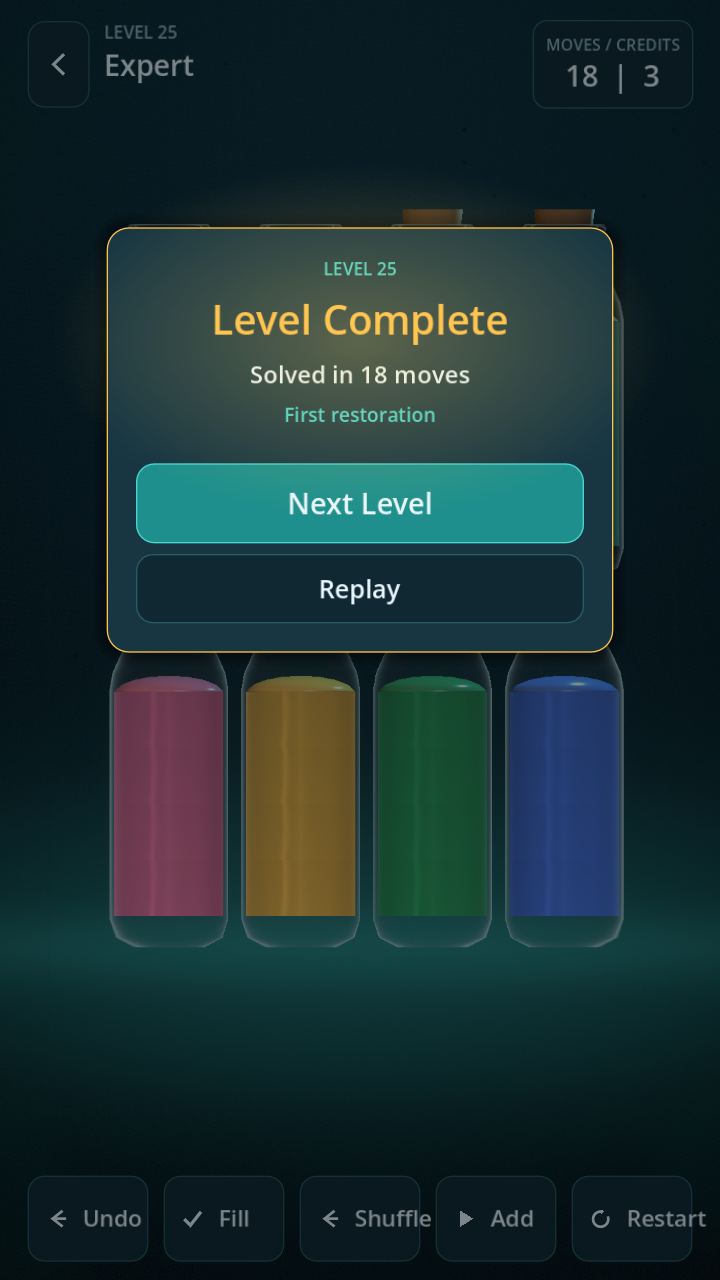 LEVEL 25
Expert
MOVES / CREDITS
18 | 3
LEVEL 25
Level Complete
Solved in 18 moves
First restoration
Next Level
Replay
Undo
Fill
Shuffle
Add
Restart